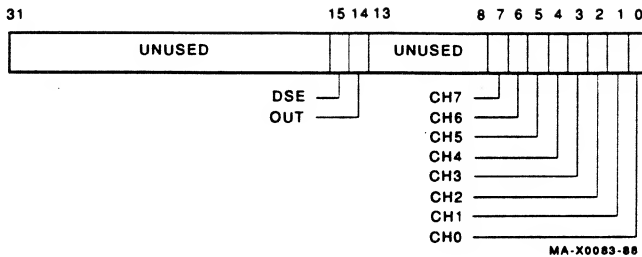 31 15 14 13 8 7 6 5 4 3 2 1 0
UNUSED UNUSED
DSE CH7
OUT CH6
CH5
CH4
CH3
CH2
CH1
CH0
MA-X0083-88